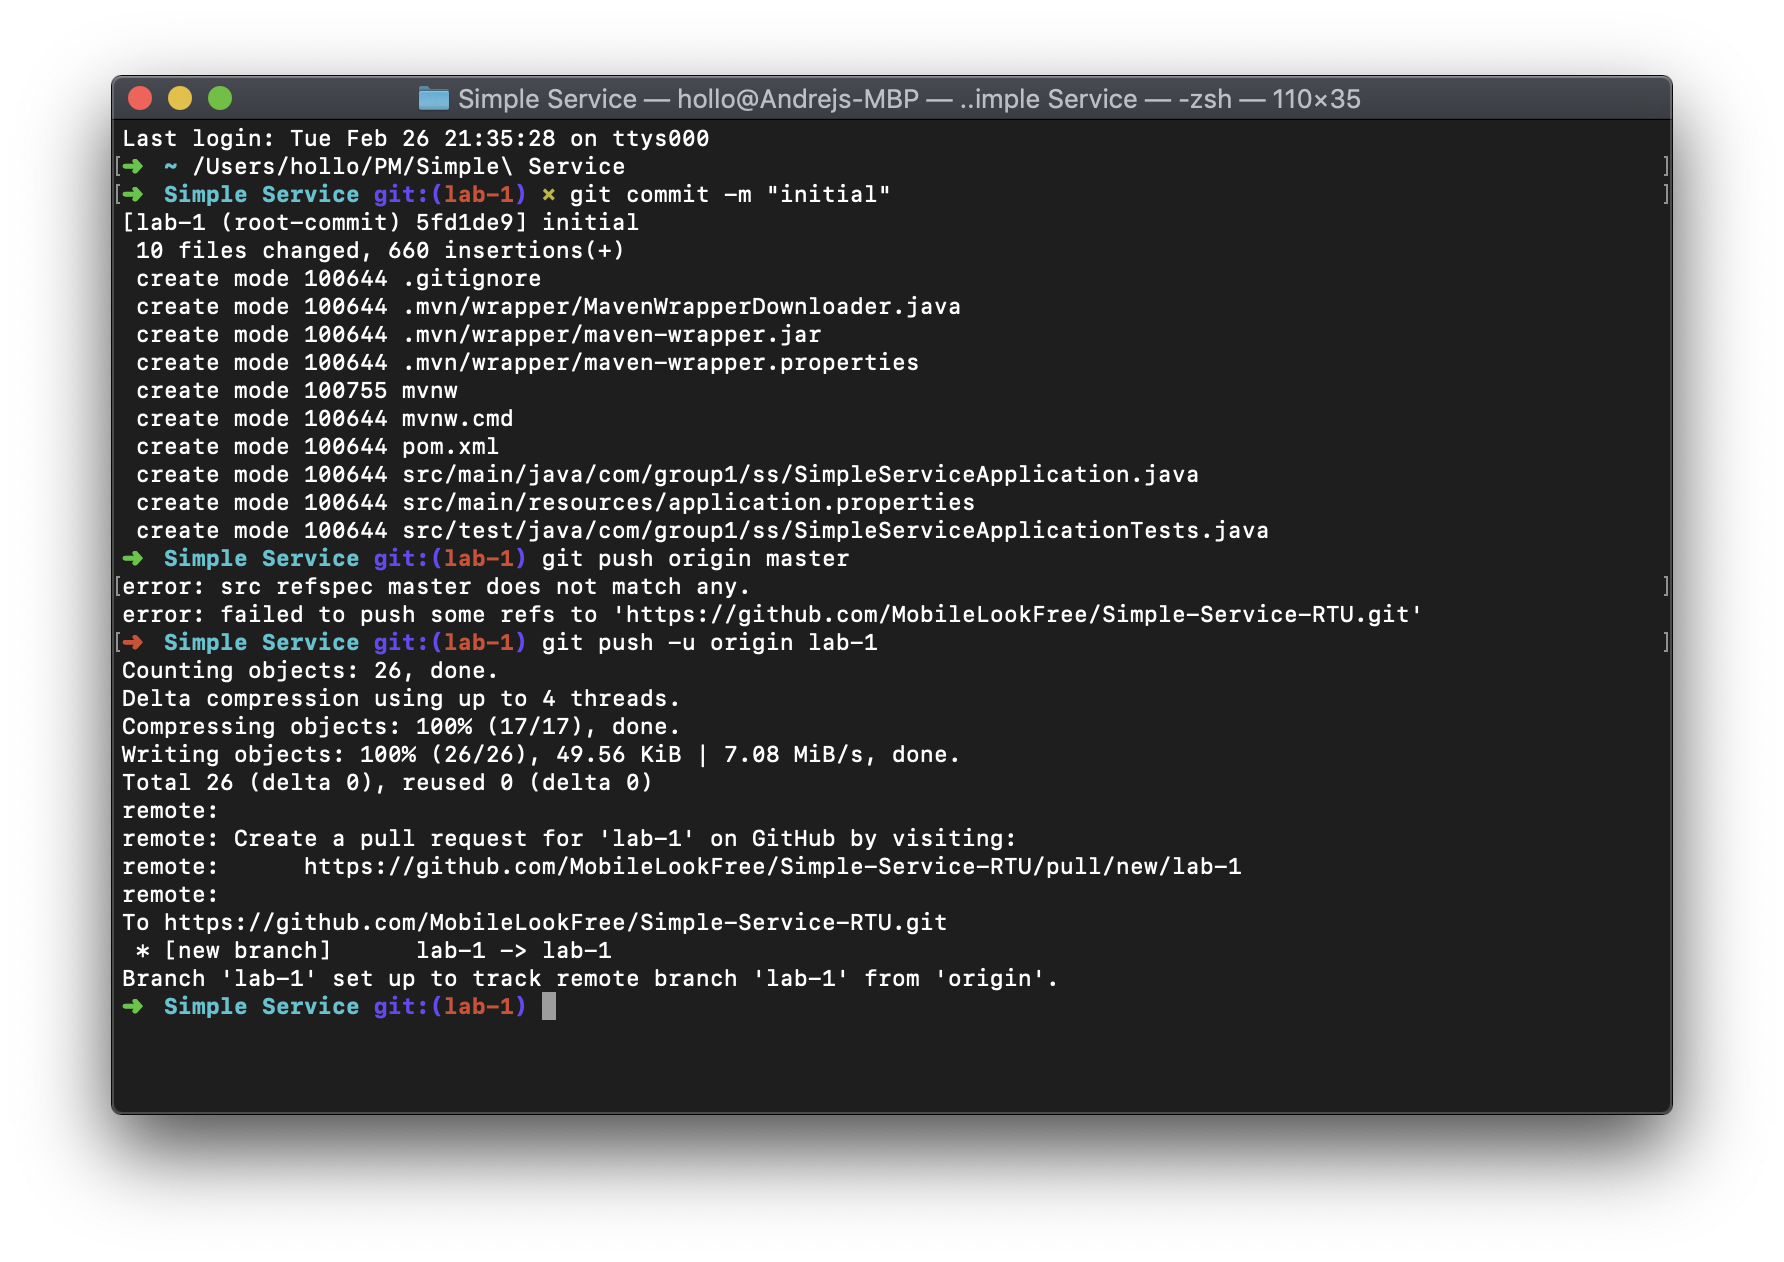 Simple Service — hollo@Andrejs-MBP — ..imple Service — -zsh — 110×35
Last login: Tue Feb 26 21:35:28 on ttys000
[➜  ~ /Users/hollo/PM/Simple\ Service ]
[➜  Simple Service git:(lab-1) ✗ git commit -m "initial" ]
[lab-1 (root-commit) 5fd1de9] initial
 10 files changed, 660 insertions(+)
 create mode 100644 .gitignore
 create mode 100644 .mvn/wrapper/MavenWrapperDownloader.java
 create mode 100644 .mvn/wrapper/maven-wrapper.jar
 create mode 100644 .mvn/wrapper/maven-wrapper.properties
 create mode 100755 mvnw
 create mode 100644 mvnw.cmd
 create mode 100644 pom.xml
 create mode 100644 src/main/java/com/group1/ss/SimpleServiceApplication.java
 create mode 100644 src/main/resources/application.properties
 create mode 100644 src/test/java/com/group1/ss/SimpleServiceApplicationTests.java
➜  Simple Service git:(lab-1) git push origin master
[error: src refspec master does not match any. ]
error: failed to push some refs to 'https://github.com/MobileLookFree/Simple-Service-RTU.git'
[➜  Simple Service git:(lab-1) git push -u origin lab-1 ]
Counting objects: 26, done.
Delta compression using up to 4 threads.
Compressing objects: 100% (17/17), done.
Writing objects: 100% (26/26), 49.56 KiB | 7.08 MiB/s, done.
Total 26 (delta 0), reused 0 (delta 0)
remote:
remote: Create a pull request for 'lab-1' on GitHub by visiting:
remote:      https://github.com/MobileLookFree/Simple-Service-RTU/pull/new/lab-1
remote:
To https://github.com/MobileLookFree/Simple-Service-RTU.git
 * [new branch]      lab-1 -> lab-1
Branch 'lab-1' set up to track remote branch 'lab-1' from 'origin'.
➜  Simple Service git:(lab-1)